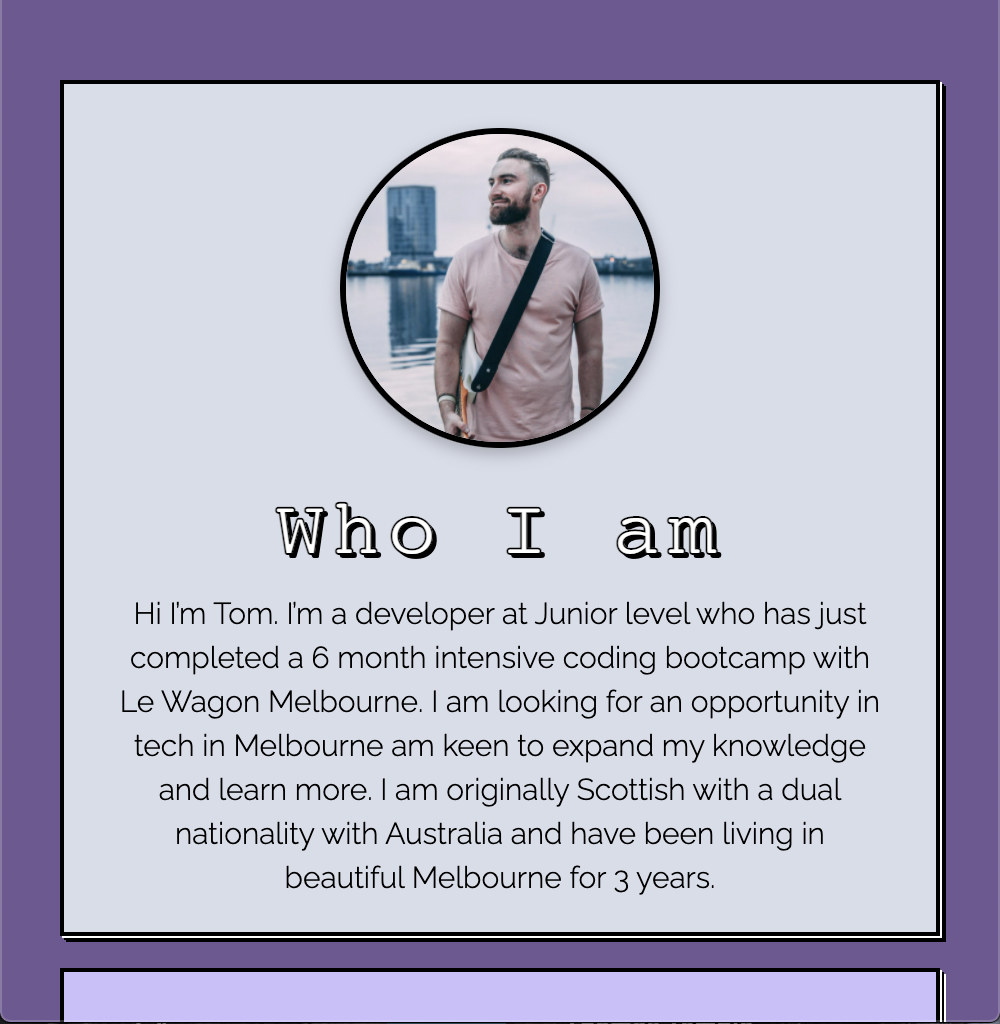 Who I am
Hi I’m Tom. I’m a developer at Junior level who has just
completed a 6 month intensive coding bootcamp with
Le Wagon Melbourne. I am looking for an opportunity in
tech in Melbourne am keen to expand my knowledge
and learn more. I am originally Scottish with a dual
nationality with Australia and have been living in
beautiful Melbourne for 3 years.